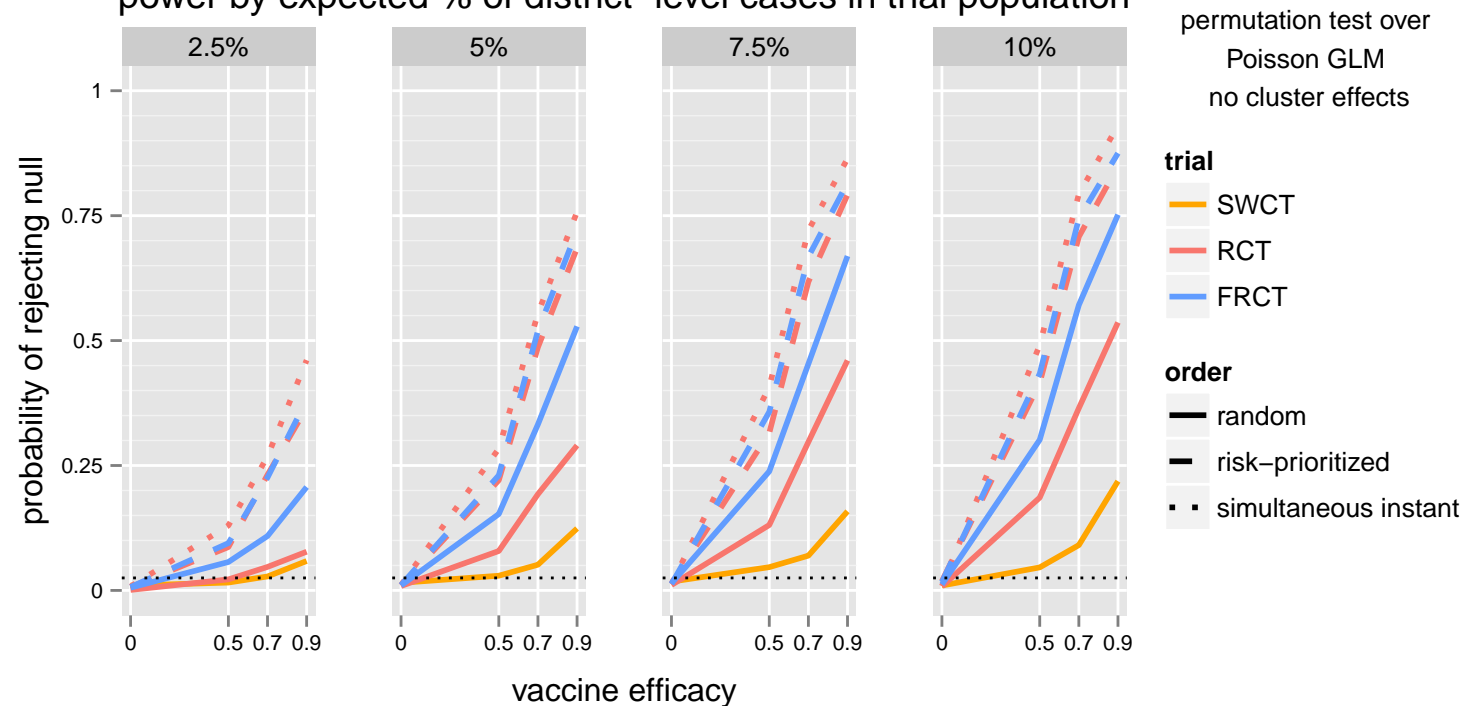 power by expected % of district−level cases in trial population
permutation test over
Poisson GLM
no cluster effects
2.5%
5%
7.5%
10%
probability of rejecting null
1
0.75
0.5
0.25
0
0 0.5 0.7 0.9
0 0.5 0.7 0.9
0 0.5 0.7 0.9
0 0.5 0.7 0.9
vaccine efficacy
trial
SWCT
RCT
FRCT
order
random
risk−prioritized
simultaneous instant